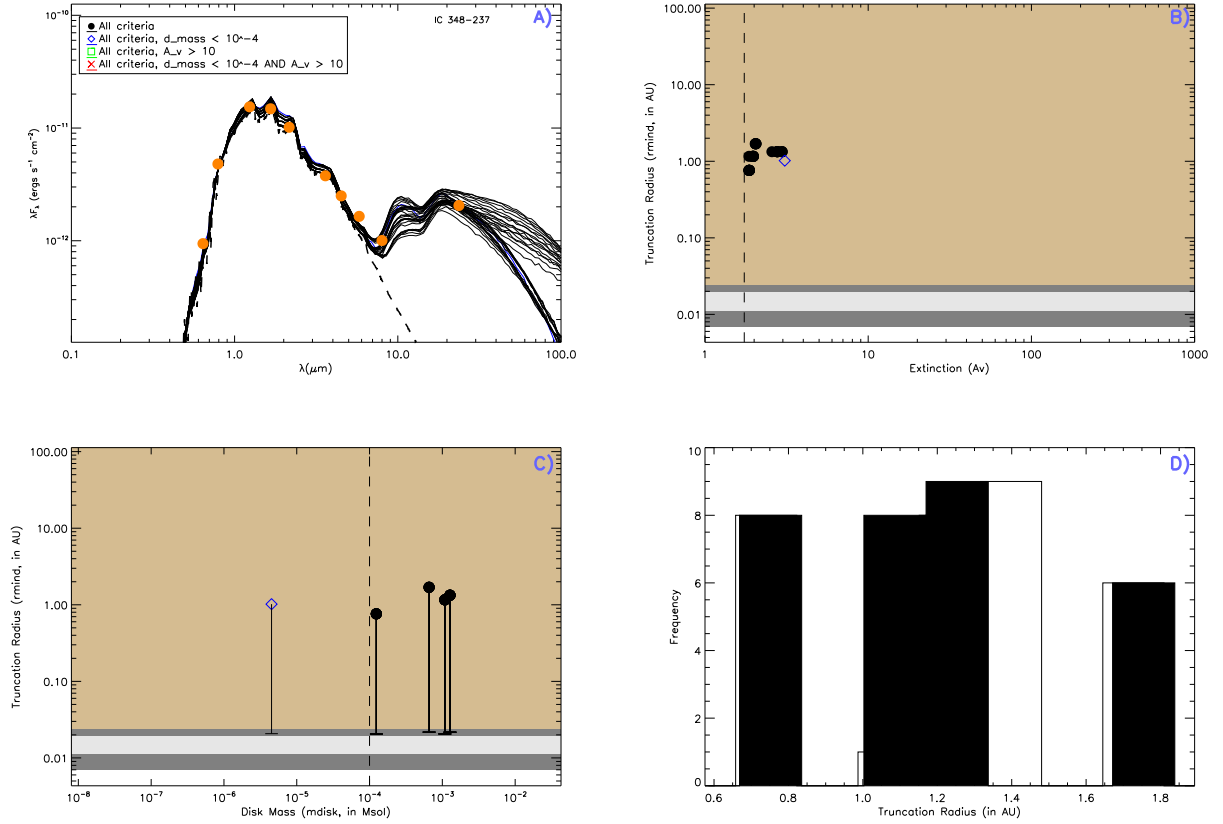 A)
IC 348-237
All criteria
All criteria, d_mass < 10^-4
All criteria, A_v > 10
All criteria, d_mass < 10^-4 AND A_v > 10
10⁻¹⁰
10⁻¹¹
10⁻¹²
λFλ (ergs s⁻¹ cm⁻²)
0.1 1.0 10.0 100.0
λ(μm)
B)
100.00
10.00
1.00
0.10
0.01
Truncation Radius (rmind, in AU)
1 10 100 1000
Extinction (Av)
C)
100.00
10.00
1.00
0.10
0.01
Truncation Radius (rmind, in AU)
10⁻⁸ 10⁻⁷ 10⁻⁶ 10⁻⁵ 10⁻⁴ 10⁻³ 10⁻²
Disk Mass (mdisk, in Msol)
D)
10
8
6
4
2
0
Frequency
0.6 0.8 1.0 1.2 1.4 1.6 1.8
Truncation Radius (in AU)